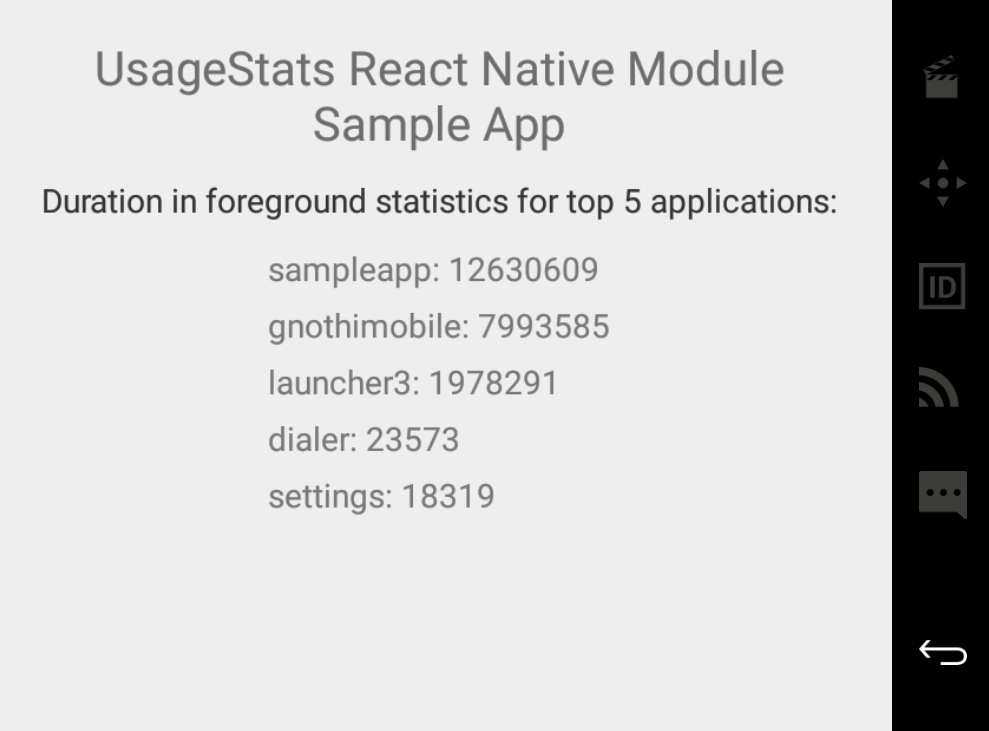 UsageStats React Native Module
Sample App
Duration in foreground statistics for top 5 applications:
sampleapp: 12630609
gnothimobile: 7993585
launcher3: 1978291
dialer: 23573
settings: 18319
ID